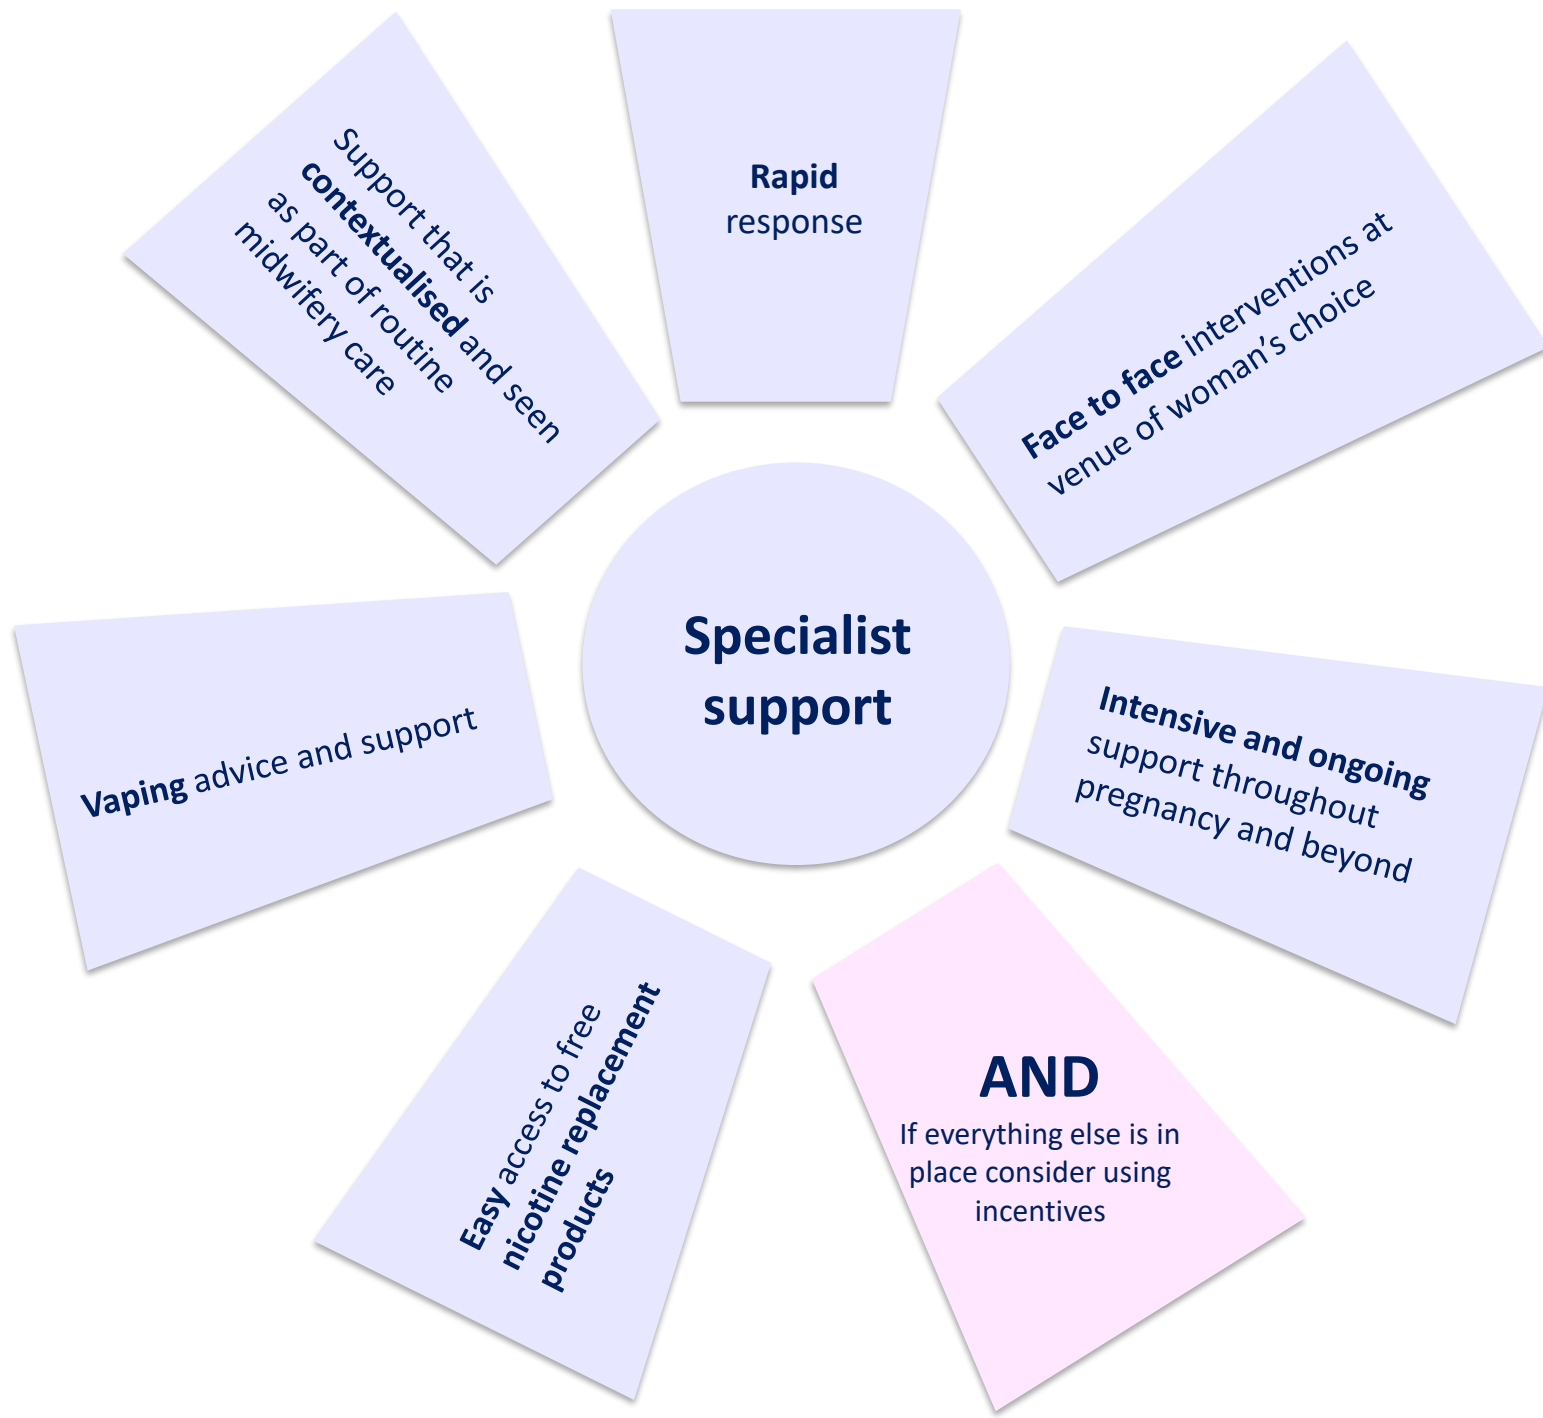 Support that is
contextualised and seen
as part of routine
midwifery care
Rapid
response
Face to face interventions at
venue of woman’s choice
Specialist
support
Intensive and ongoing
support throughout
pregnancy and beyond
Vaping advice and support
Easy access to free
nicotine replacement
products
AND
If everything else is in
place consider using
incentives